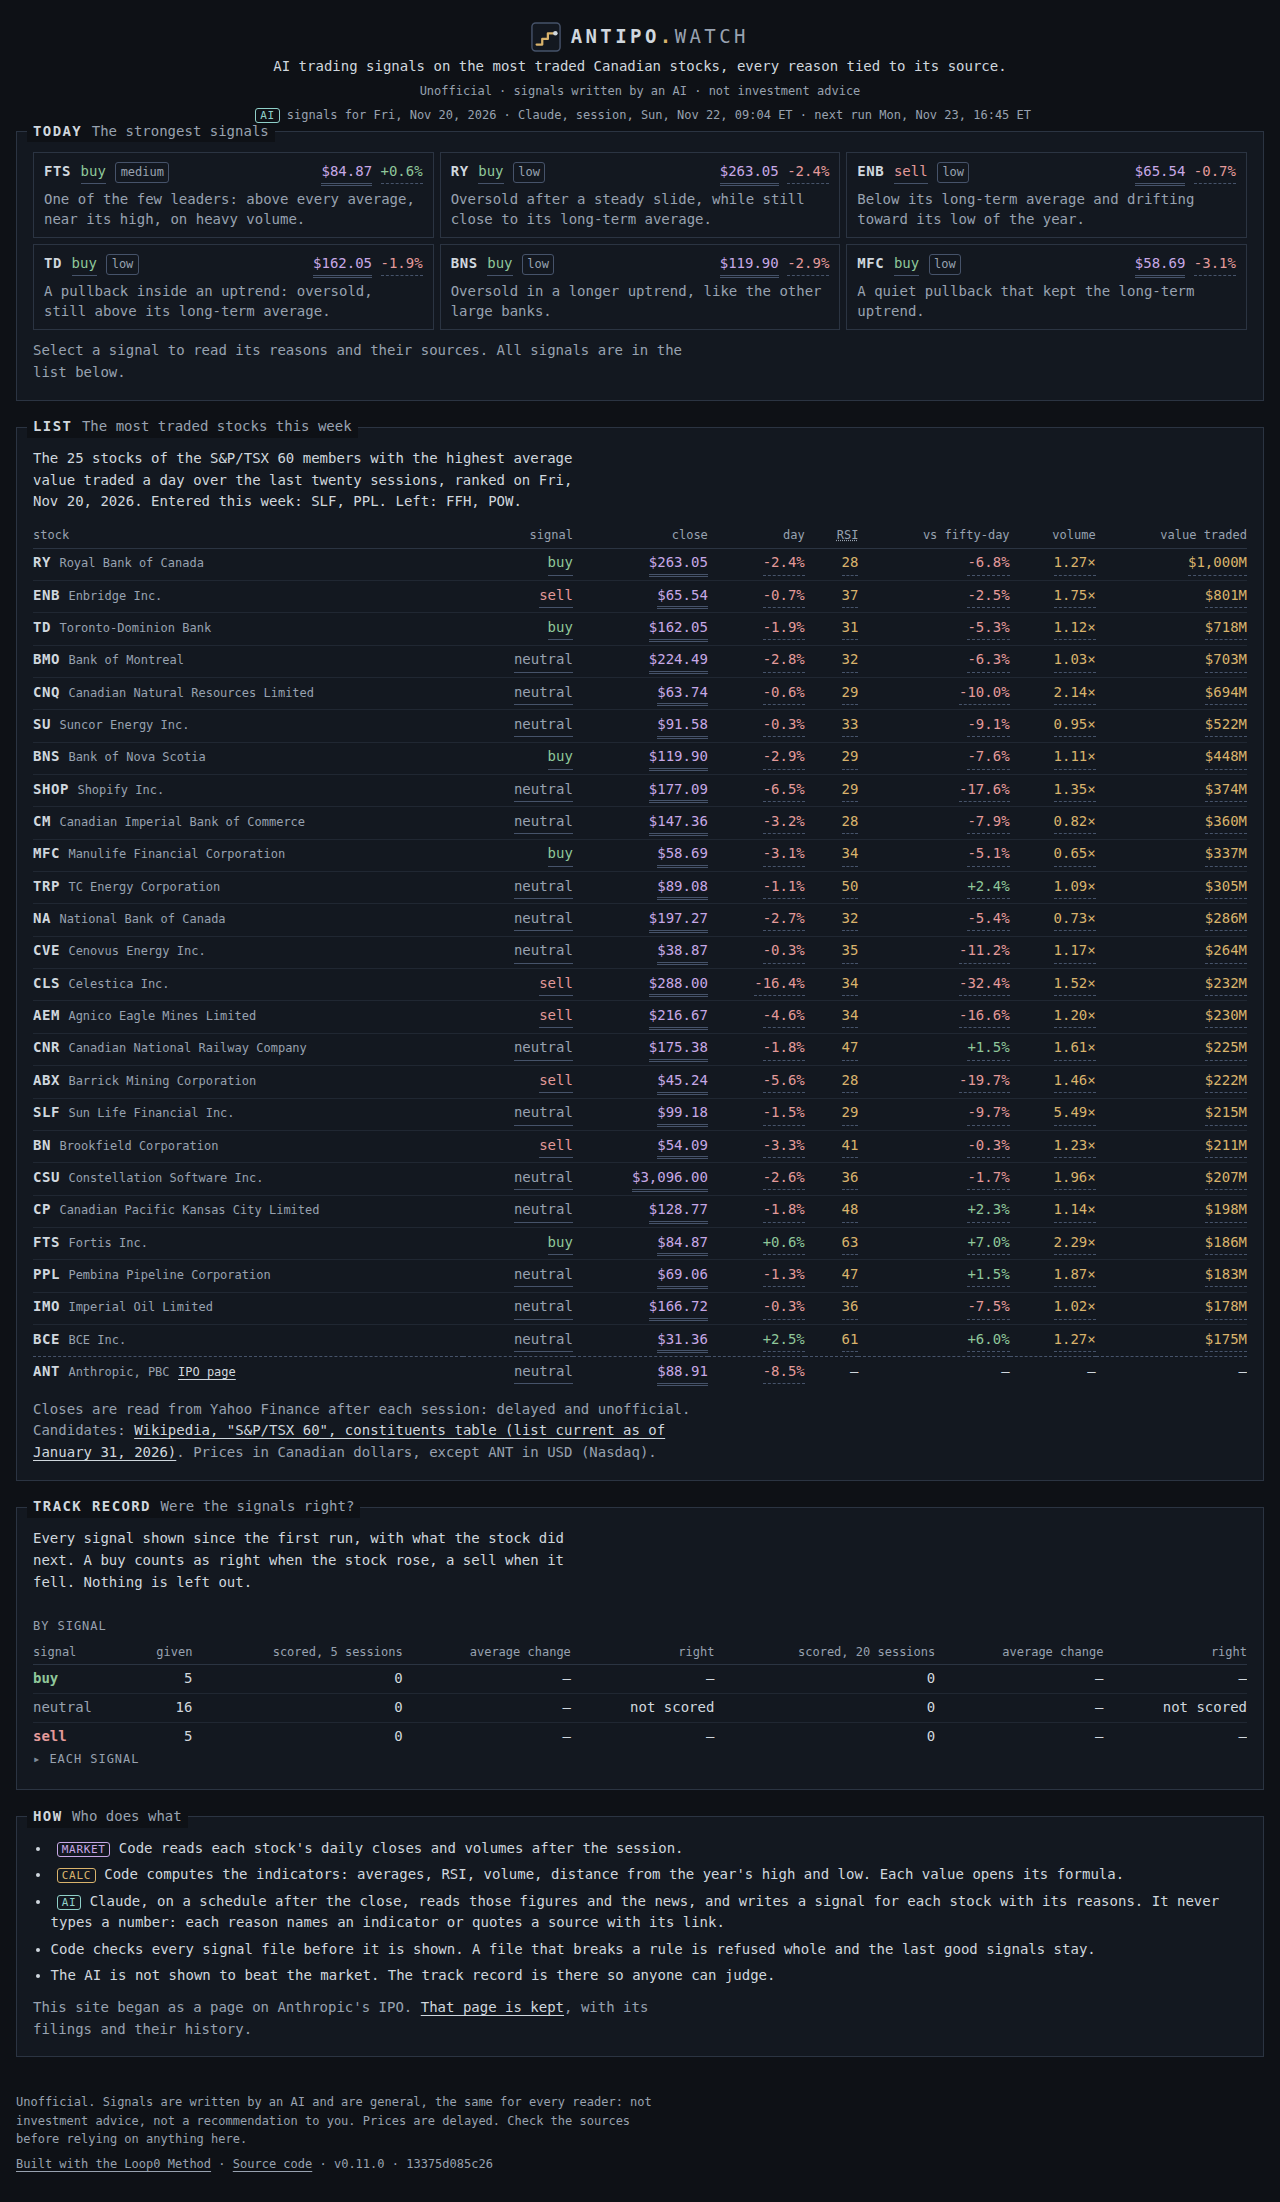 ANTIPO.WATCH
AI trading signals on the most traded Canadian stocks, every reason tied to its source.
Unofficial · signals written by an AI · not investment advice
AI signals for Fri, Nov 20, 2026 · Claude, session, Sun, Nov 22, 09:04 ET · next run Mon, Nov 23, 16:45 ET
TODAY The strongest signals
FTS buy medium $84.87 +0.6%
One of the few leaders: above every average,
near its high, on heavy volume.
RY buy low $263.05 -2.4%
Oversold after a steady slide, while still
close to its long-term average.
ENB sell low $65.54 -0.7%
Below its long-term average and drifting
toward its low of the year.
TD buy low $162.05 -1.9%
A pullback inside an uptrend: oversold,
still above its long-term average.
BNS buy low $119.90 -2.9%
Oversold in a longer uptrend, like the other
large banks.
MFC buy low $58.69 -3.1%
A quiet pullback that kept the long-term
uptrend.
Select a signal to read its reasons and their sources. All signals are in the
list below.
LIST The most traded stocks this week
The 25 stocks of the S&P/TSX 60 members with the highest average
value traded a day over the last twenty sessions, ranked on Fri,
Nov 20, 2026. Entered this week: SLF, PPL. Left: FFH, POW.
stock signal close day RSI vs fifty-day volume value traded
RY Royal Bank of Canada buy $263.05 -2.4% 28 -6.8% 1.27× $1,000M
ENB Enbridge Inc. sell $65.54 -0.7% 37 -2.5% 1.75× $801M
TD Toronto-Dominion Bank buy $162.05 -1.9% 31 -5.3% 1.12× $718M
BMO Bank of Montreal neutral $224.49 -2.8% 32 -6.3% 1.03× $703M
CNQ Canadian Natural Resources Limited neutral $63.74 -0.6% 29 -10.0% 2.14× $694M
SU Suncor Energy Inc. neutral $91.58 -0.3% 33 -9.1% 0.95× $522M
BNS Bank of Nova Scotia buy $119.90 -2.9% 29 -7.6% 1.11× $448M
SHOP Shopify Inc. neutral $177.09 -6.5% 29 -17.6% 1.35× $374M
CM Canadian Imperial Bank of Commerce neutral $147.36 -3.2% 28 -7.9% 0.82× $360M
MFC Manulife Financial Corporation buy $58.69 -3.1% 34 -5.1% 0.65× $337M
TRP TC Energy Corporation neutral $89.08 -1.1% 50 +2.4% 1.09× $305M
NA National Bank of Canada neutral $197.27 -2.7% 32 -5.4% 0.73× $286M
CVE Cenovus Energy Inc. neutral $38.87 -0.3% 35 -11.2% 1.17× $264M
CLS Celestica Inc. sell $288.00 -16.4% 34 -32.4% 1.52× $232M
AEM Agnico Eagle Mines Limited sell $216.67 -4.6% 34 -16.6% 1.20× $230M
CNR Canadian National Railway Company neutral $175.38 -1.8% 47 +1.5% 1.61× $225M
ABX Barrick Mining Corporation sell $45.24 -5.6% 28 -19.7% 1.46× $222M
SLF Sun Life Financial Inc. neutral $99.18 -1.5% 29 -9.7% 5.49× $215M
BN Brookfield Corporation sell $54.09 -3.3% 41 -0.3% 1.23× $211M
CSU Constellation Software Inc. neutral $3,096.00 -2.6% 36 -1.7% 1.96× $207M
CP Canadian Pacific Kansas City Limited neutral $128.77 -1.8% 48 +2.3% 1.14× $198M
FTS Fortis Inc. buy $84.87 +0.6% 63 +7.0% 2.29× $186M
PPL Pembina Pipeline Corporation neutral $69.06 -1.3% 47 +1.5% 1.87× $183M
IMO Imperial Oil Limited neutral $166.72 -0.3% 36 -7.5% 1.02× $178M
BCE BCE Inc. neutral $31.36 +2.5% 61 +6.0% 1.27× $175M
ANT Anthropic, PBC IPO page neutral $88.91 -8.5% — — — —
Closes are read from Yahoo Finance after each session: delayed and unofficial.
Candidates: Wikipedia, "S&P/TSX 60", constituents table (list current as of
January 31, 2026). Prices in Canadian dollars, except ANT in USD (Nasdaq).
TRACK RECORD Were the signals right?
Every signal shown since the first run, with what the stock did
next. A buy counts as right when the stock rose, a sell when it
fell. Nothing is left out.
BY SIGNAL
signal given scored, 5 sessions average change right scored, 20 sessions average change right
buy 5 0 — — 0 — —
neutral 16 0 — not scored 0 — not scored
sell 5 0 — — 0 — —
▸ EACH SIGNAL
HOW Who does what
• MARKET Code reads each stock's daily closes and volumes after the session.
• CALC Code computes the indicators: averages, RSI, volume, distance from the year's high and low. Each value opens its formula.
• AI Claude, on a schedule after the close, reads those figures and the news, and writes a signal for each stock with its reasons. It never
types a number: each reason names an indicator or quotes a source with its link.
• Code checks every signal file before it is shown. A file that breaks a rule is refused whole and the last good signals stay.
• The AI is not shown to beat the market. The track record is there so anyone can judge.
This site began as a page on Anthropic's IPO. That page is kept, with its
filings and their history.
Unofficial. Signals are written by an AI and are general, the same for every reader: not
investment advice, not a recommendation to you. Prices are delayed. Check the sources
before relying on anything here.
Built with the Loop0 Method · Source code · v0.11.0 · 13375d085c26